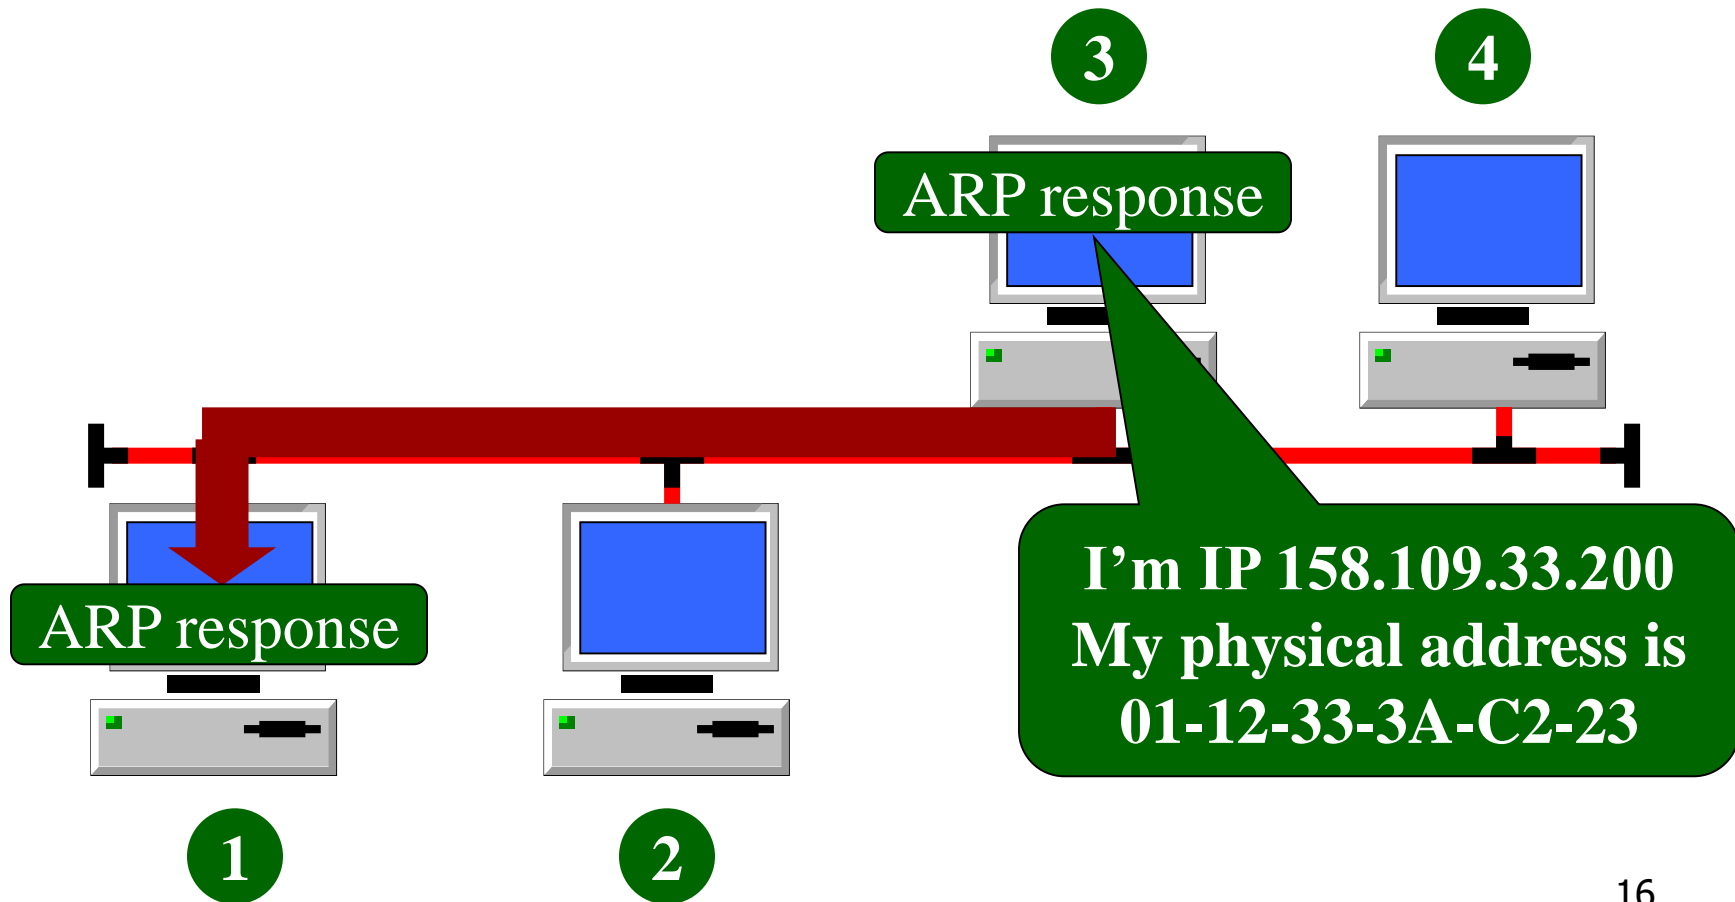 3
4
ARP response
ARP response
I’m IP 158.109.33.200
My physical address is
01-12-33-3A-C2-23
1
2
16